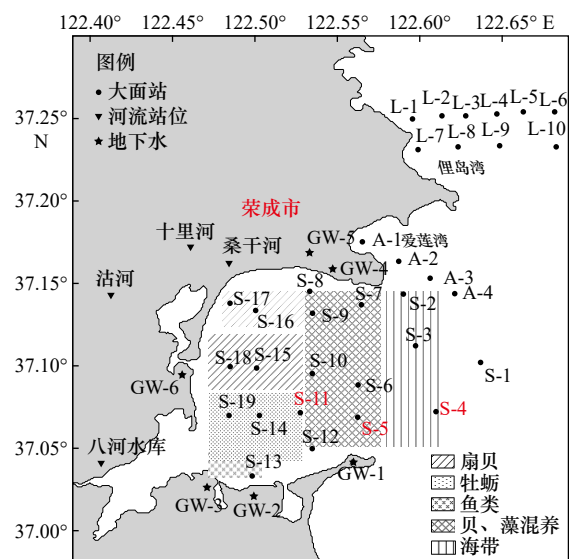 122.40 122.45 122.50 122.55 122.60 122.65° E
图例
大面站
河流站位
地下水
37.25°
N
37.20°
37.15°
37.10°
37.05°
37.00°
L-1
L-2
L-3
L-4
L-5
L-6
L-7
L-8
L-9
L-10
俚岛湾
荣成市
十里河
桑干河
沽河
GW-5
GW-4
A-1
爱莲湾
A-2
A-3
A-4
S-8
S-7
S-2
S-17
S-16
S-9
S-3
S-18
S-15
S-10
S-1
GW-6
S-6
S-19
S-14
S-11
S-5
S-4
S-12
八河水库
S-13
GW-1
GW-3
GW-2
扇贝
牡蛎
鱼类
贝、藻混养
海带